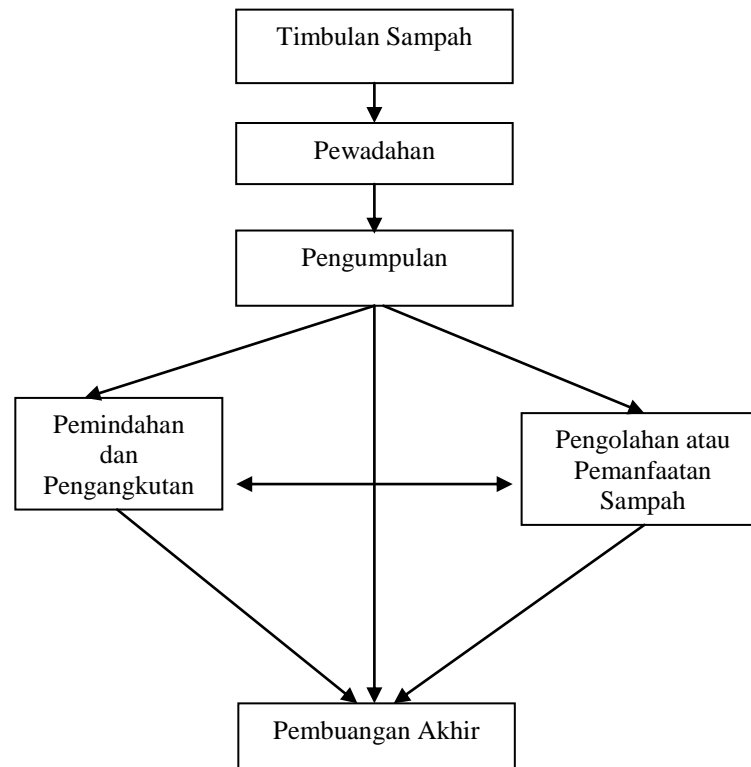 Timbulan Sampah
Pewadahan
Pengumpulan
Pemindahan
dan
Pengangkutan
Pengolahan atau
Pemanfaatan
Sampah
Pembuangan Akhir